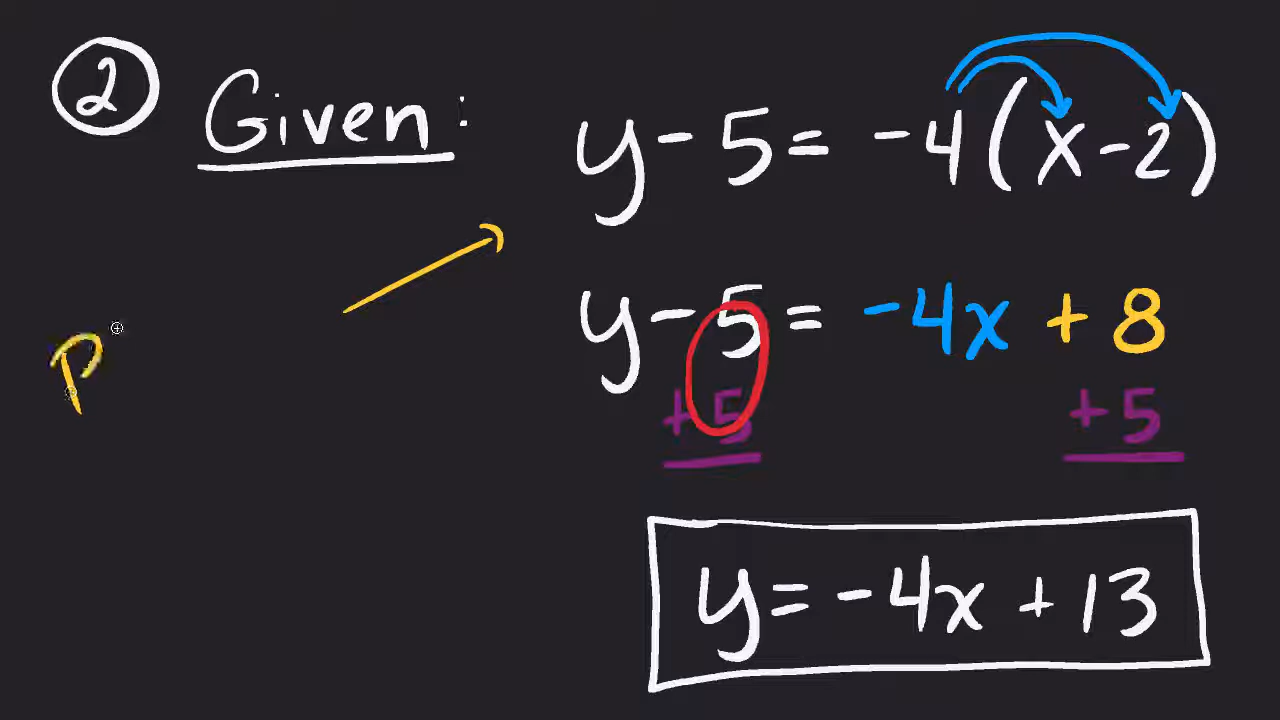 2 Given: y - 5 = -4(x - 2)
y - 5 = -4x + 8
P
+5 +5
y = -4x + 13